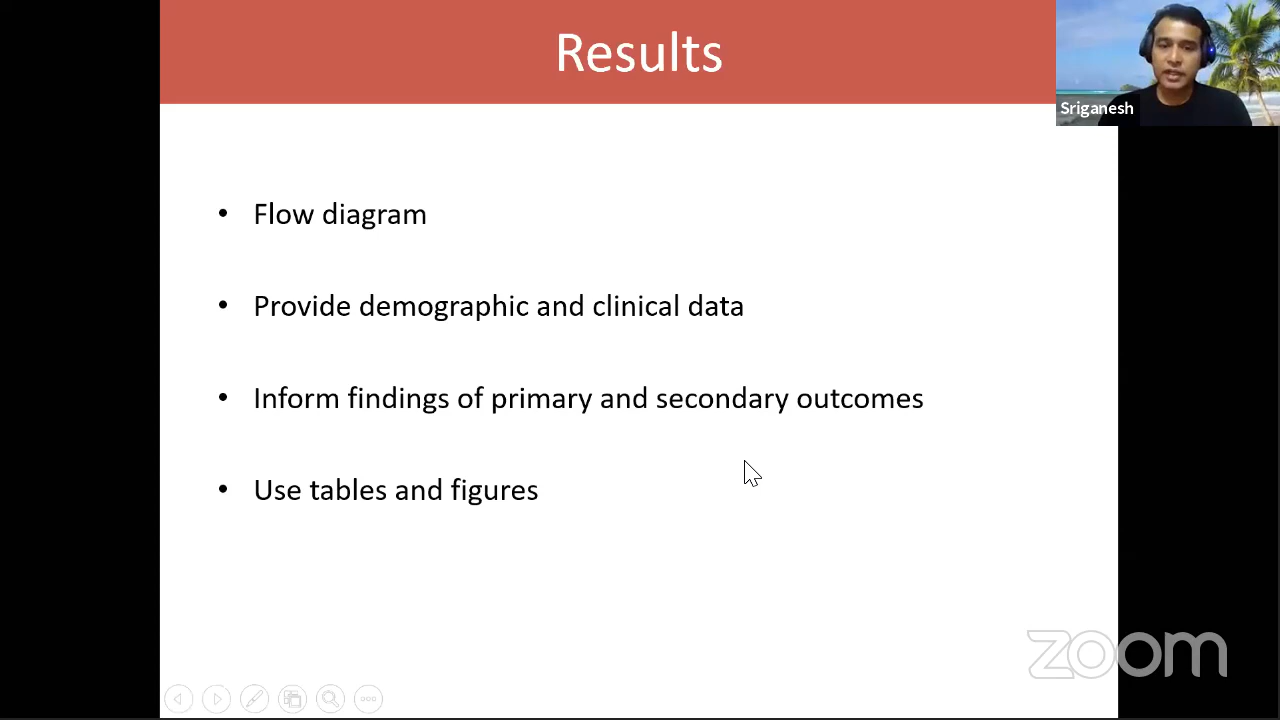 Results
Sriganesh
• Flow diagram
• Provide demographic and clinical data
• Inform findings of primary and secondary outcomes
• Use tables and figures
zoom